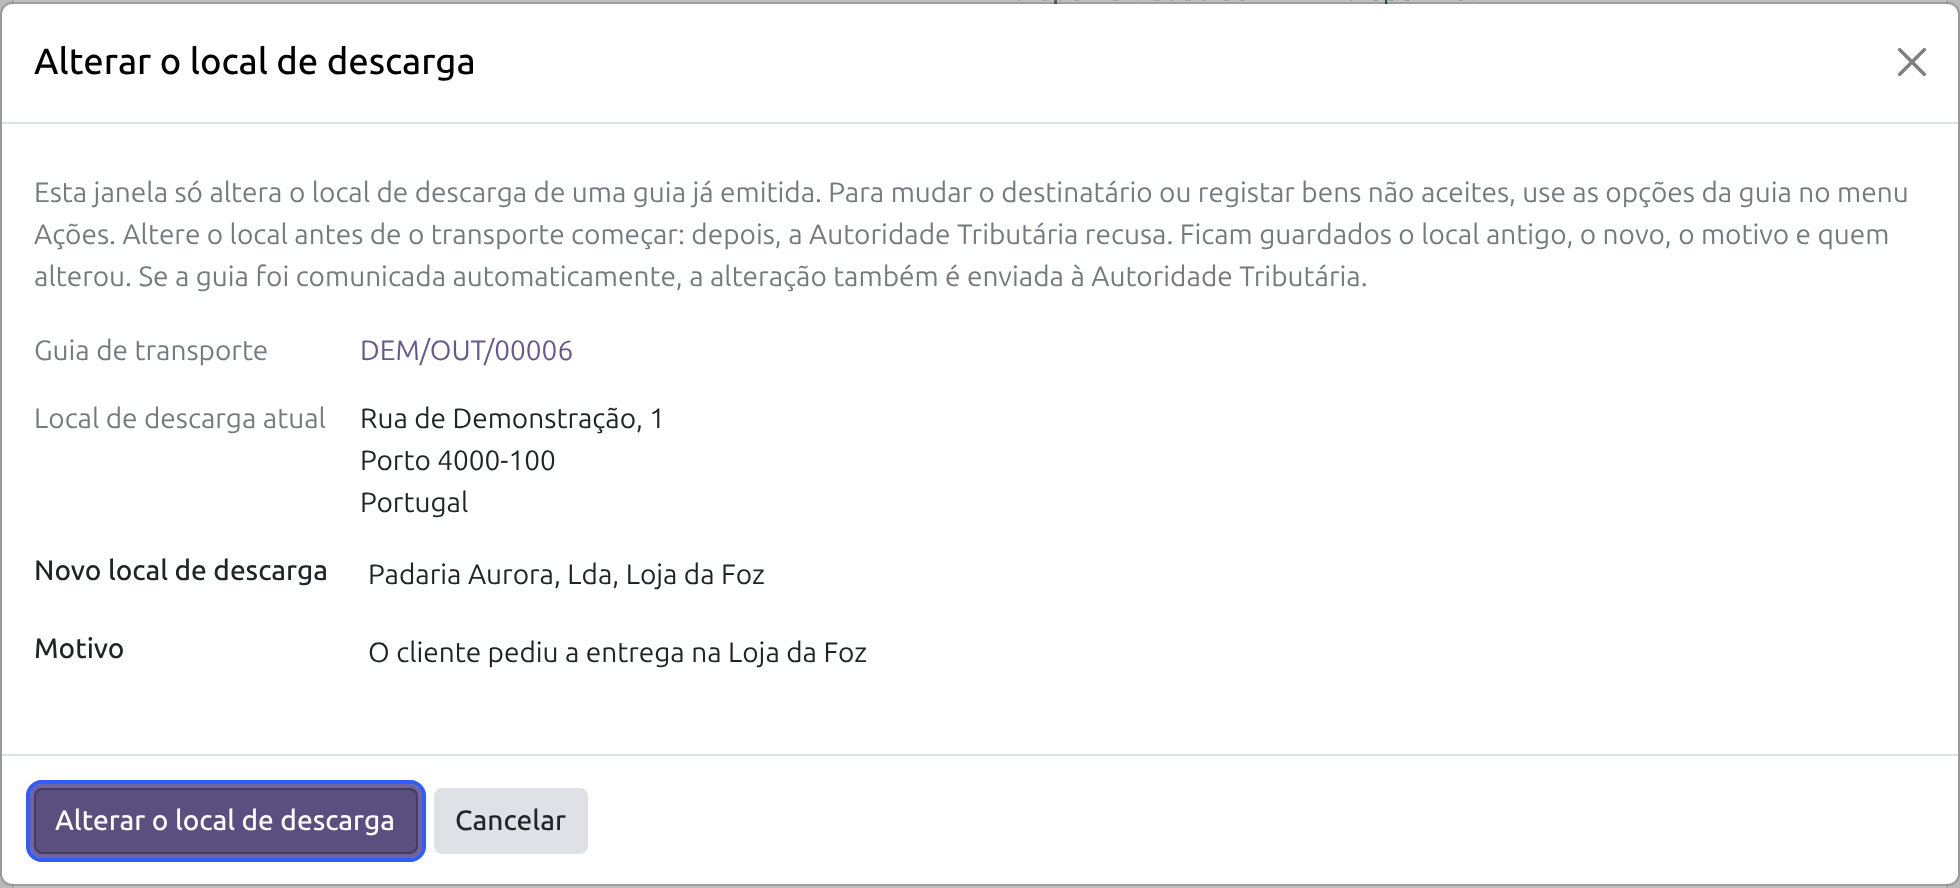 Alterar o local de descarga
Esta janela só altera o local de descarga de uma guia já emitida. Para mudar o destinatário ou registar bens não aceites, use as opções da guia no menu
Ações. Altere o local antes de o transporte começar: depois, a Autoridade Tributária recusa. Ficam guardados o local antigo, o novo, o motivo e quem
alterou. Se a guia foi comunicada automaticamente, a alteração também é enviada à Autoridade Tributária.
Guia de transporte DEM/OUT/00006
Local de descarga atual Rua de Demonstração, 1
Porto 4000-100
Portugal
Novo local de descarga Padaria Aurora, Lda, Loja da Foz
Motivo O cliente pediu a entrega na Loja da Foz
Alterar o local de descarga Cancelar